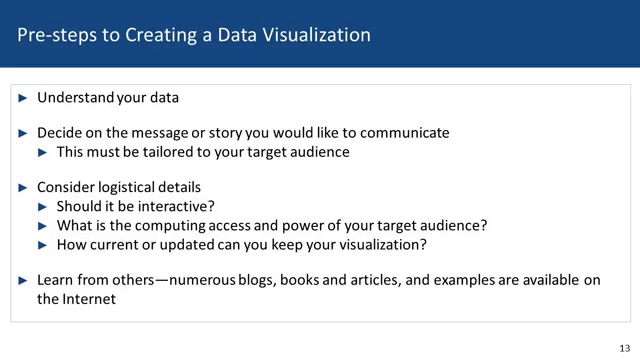 Pre-steps to Creating a Data Visualization
► Understand your data
► Decide on the message or story you would like to communicate
► This must be tailored to your target audience
► Consider logistical details
► Should it be interactive?
► What is the computing access and power of your target audience?
► How current or updated can you keep your visualization?
► Learn from others—numerous blogs, books and articles, and examples are available on
the Internet
13